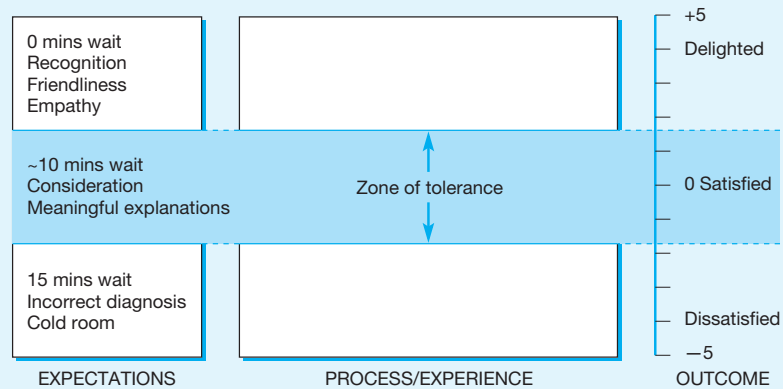 0 mins wait
Recognition
Friendliness
Empathy
~10 mins wait
Consideration
Meaningful explanations
15 mins wait
Incorrect diagnosis
Cold room
EXPECTATIONS
Zone of tolerance
PROCESS/EXPERIENCE
+5
Delighted
0 Satisfied
Dissatisfied
—5
OUTCOME